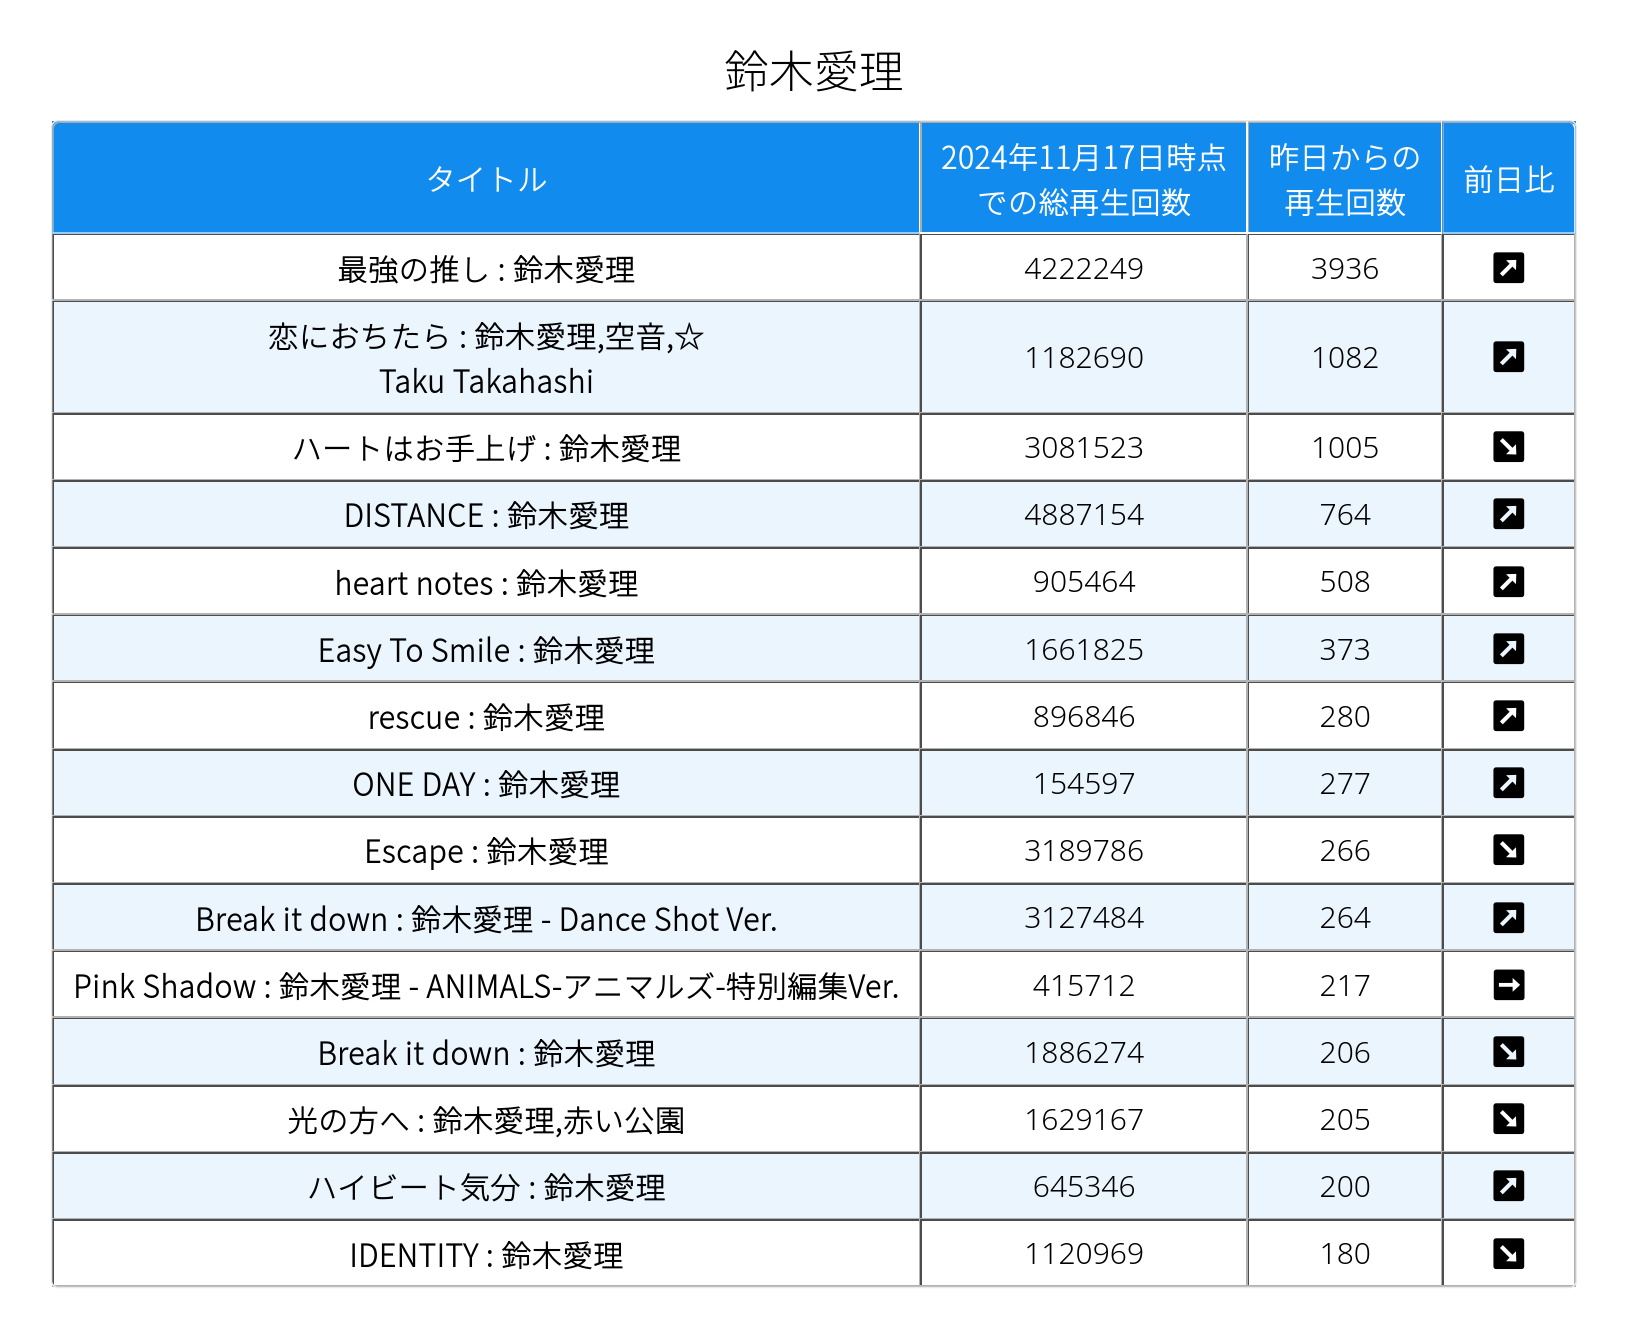 鈴木愛理
タイトル 2024年11月17日時点 昨日からの 前日比
での総再生回数 再生回数
最強の推し : 鈴木愛理 4222249 3936 ↗
恋におちたら : 鈴木愛理,空音,☆
Taku Takahashi 1182690 1082 ↗
ハートはお手上げ : 鈴木愛理 3081523 1005 ↘
DISTANCE : 鈴木愛理 4887154 764 ↗
heart notes : 鈴木愛理 905464 508 ↗
Easy To Smile : 鈴木愛理 1661825 373 ↗
rescue : 鈴木愛理 896846 280 ↗
ONE DAY : 鈴木愛理 154597 277 ↗
Escape : 鈴木愛理 3189786 266 ↘
Break it down : 鈴木愛理 - Dance Shot Ver. 3127484 264 ↗
Pink Shadow : 鈴木愛理 - ANIMALS-アニマルズ-特別編集Ver. 415712 217 →
Break it down : 鈴木愛理 1886274 206 ↘
光の方へ : 鈴木愛理,赤い公園 1629167 205 ↘
ハイビート気分 : 鈴木愛理 645346 200 ↗
IDENTITY : 鈴木愛理 1120969 180 ↘